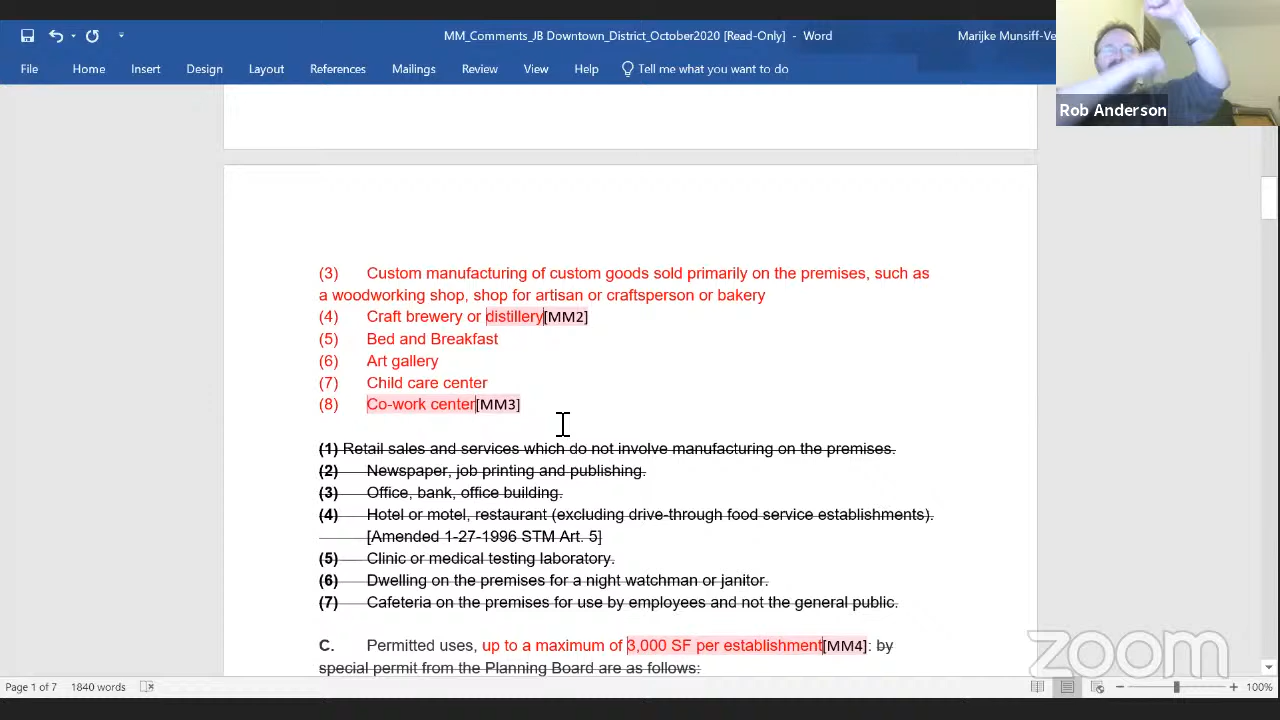 MM_Comments_JB Downtown_District_October2020 [Read-Only] - Word
Marijke Munsiff-Ve
File Home Insert Design Layout References Mailings Review View Help Tell me what you want to do
Rob Anderson
(3) Custom manufacturing of custom goods sold primarily on the premises, such as
a woodworking shop, shop for artisan or craftsperson or bakery
(4) Craft brewery or distillery[MM2]
(5) Bed and Breakfast
(6) Art gallery
(7) Child care center
(8) Co-work center[MM3]
(1) Retail sales and services which do not involve manufacturing on the premises.
(2) Newspaper, job printing and publishing.
(3) Office, bank, office building.
(4) Hotel or motel, restaurant (excluding drive-through food service establishments).
[Amended 1-27-1996 STM Art. 5]
(5) Clinic or medical testing laboratory.
(6) Dwelling on the premises for a night watchman or janitor.
(7) Cafeteria on the premises for use by employees and not the general public.
C. Permitted uses, up to a maximum of 3,000 SF per establishment[MM4]: by
special permit from the Planning Board are as follows:
zoom
Page 1 of 7 1840 words
100%